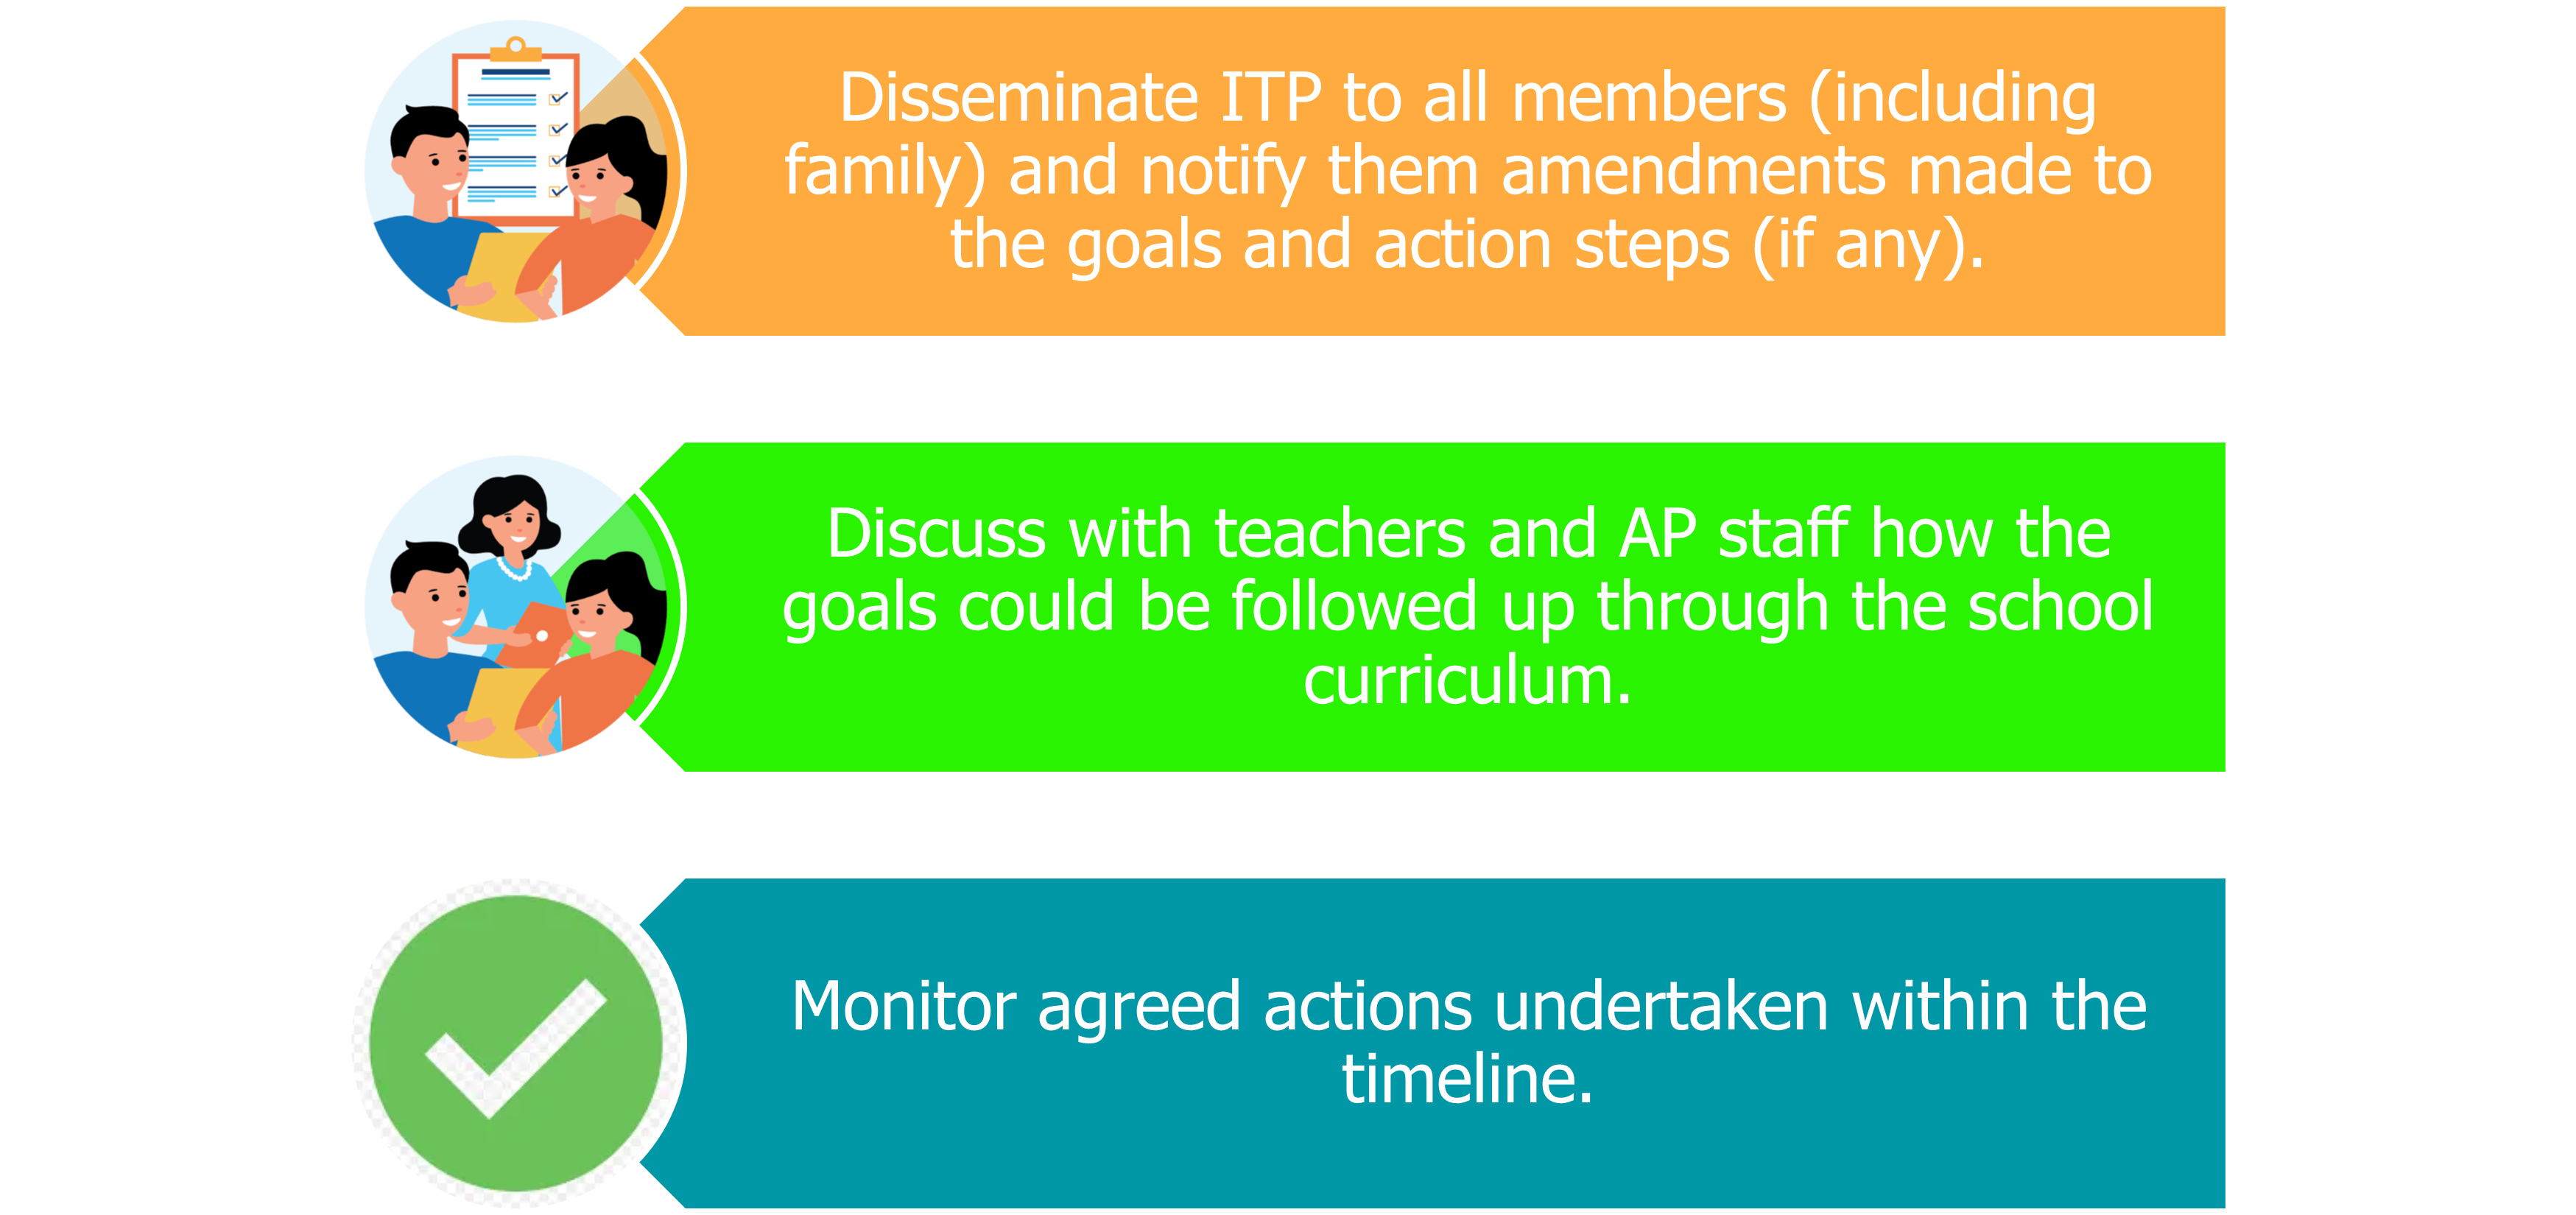 Disseminate ITP to all members (including
family) and notify them amendments made to
the goals and action steps (if any).
Discuss with teachers and AP staff how the
goals could be followed up through the school
curriculum.
Monitor agreed actions undertaken within the
timeline.